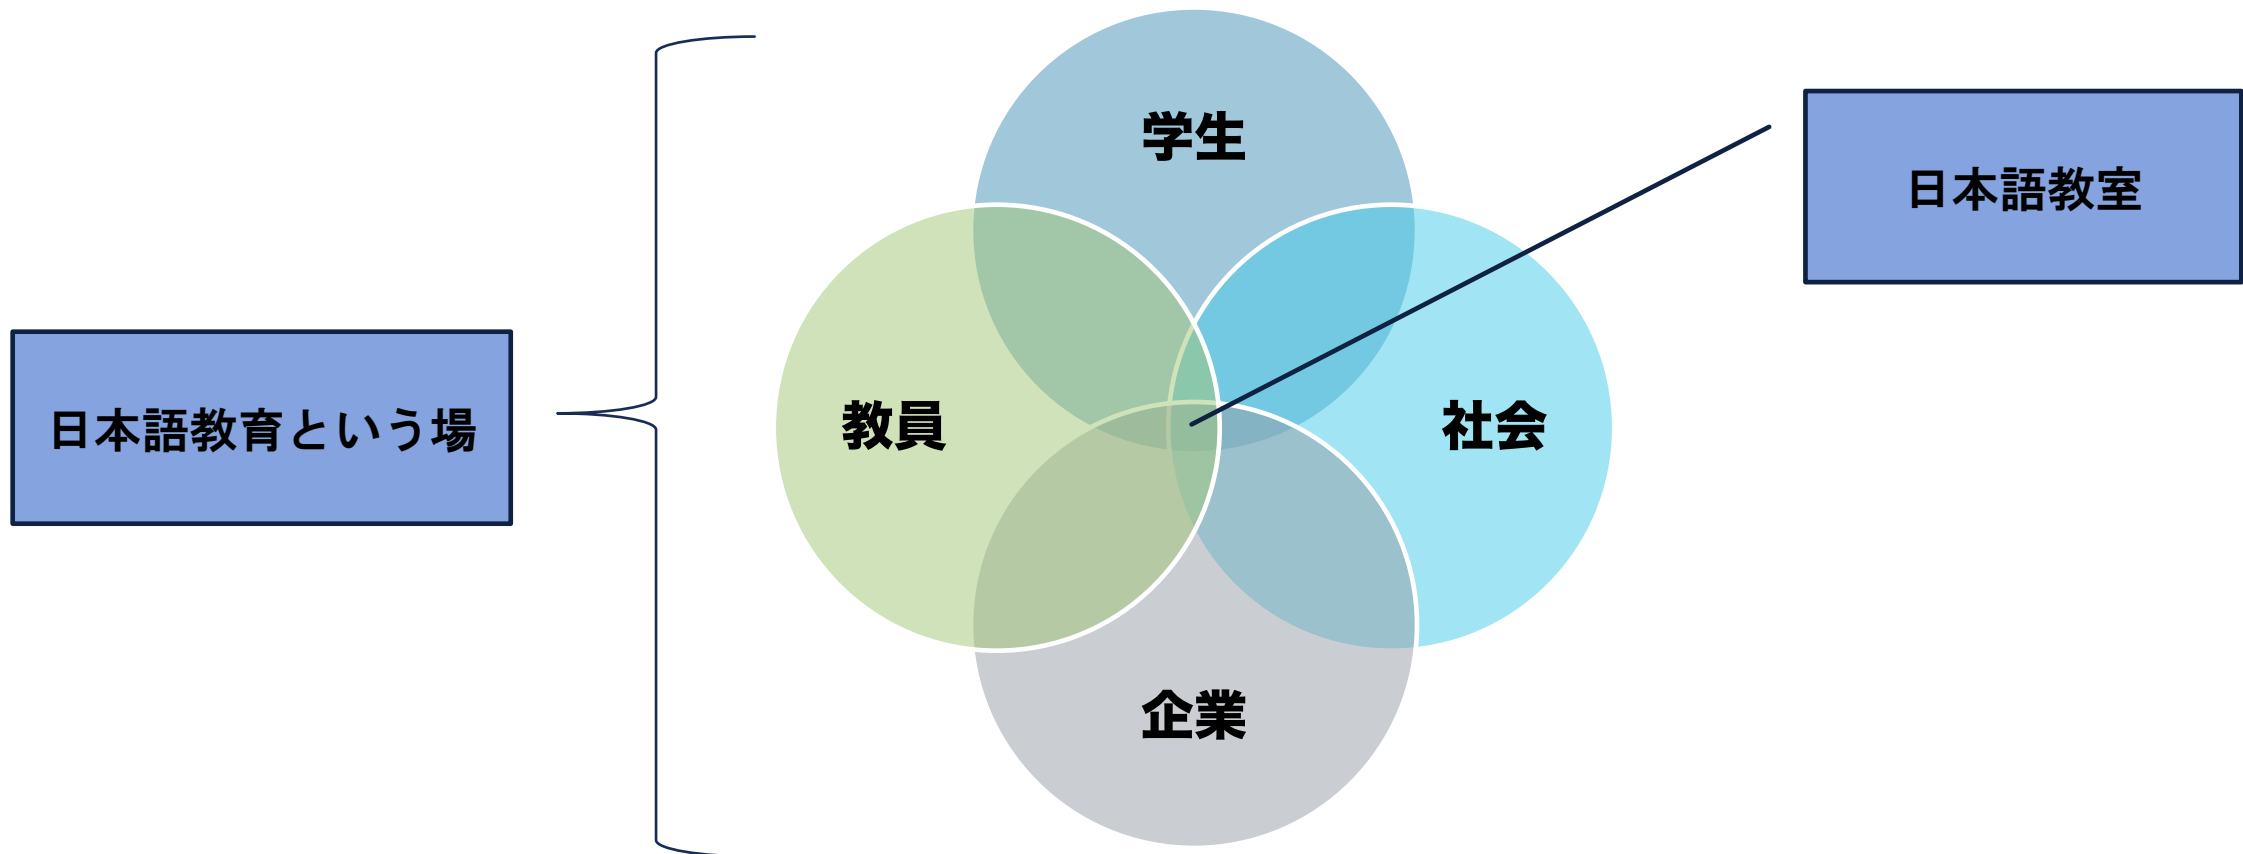 学生
日本語教室
教員
社会
日本語教育という場
企業